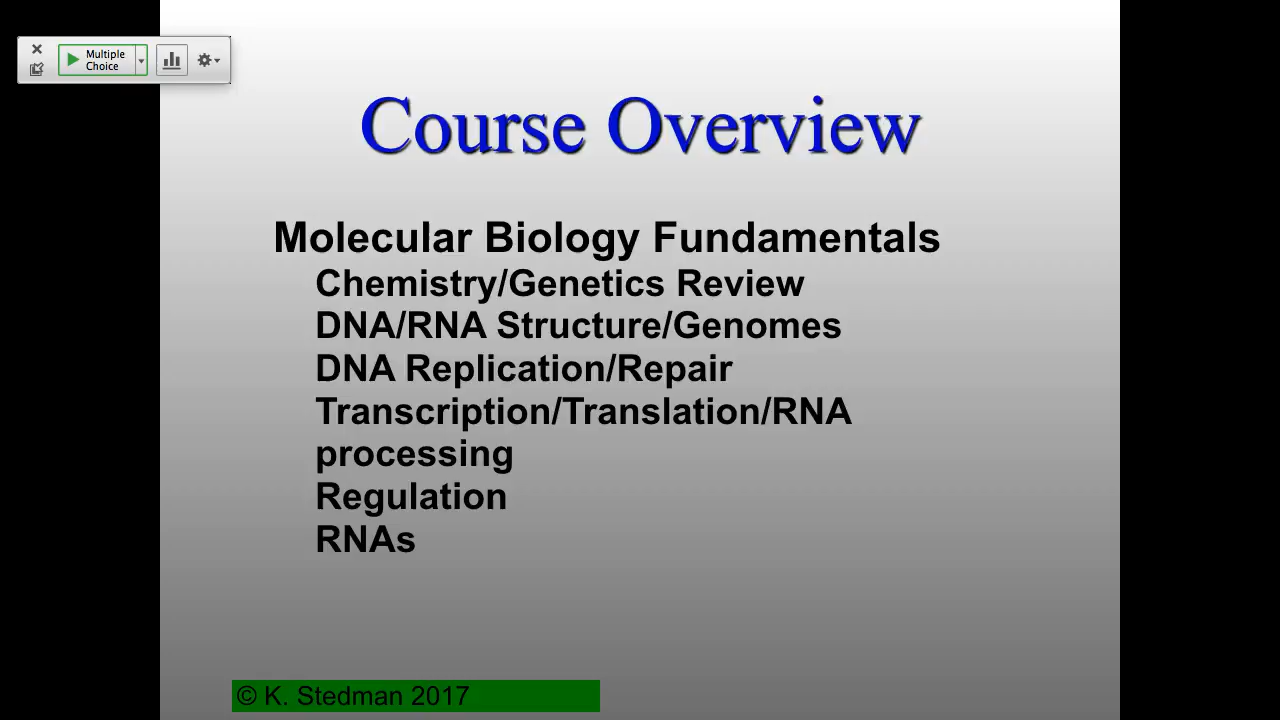 Multiple
Choice
Course Overview
Molecular Biology Fundamentals
Chemistry/Genetics Review
DNA/RNA Structure/Genomes
DNA Replication/Repair
Transcription/Translation/RNA
processing
Regulation
RNAs
© K. Stedman 2017